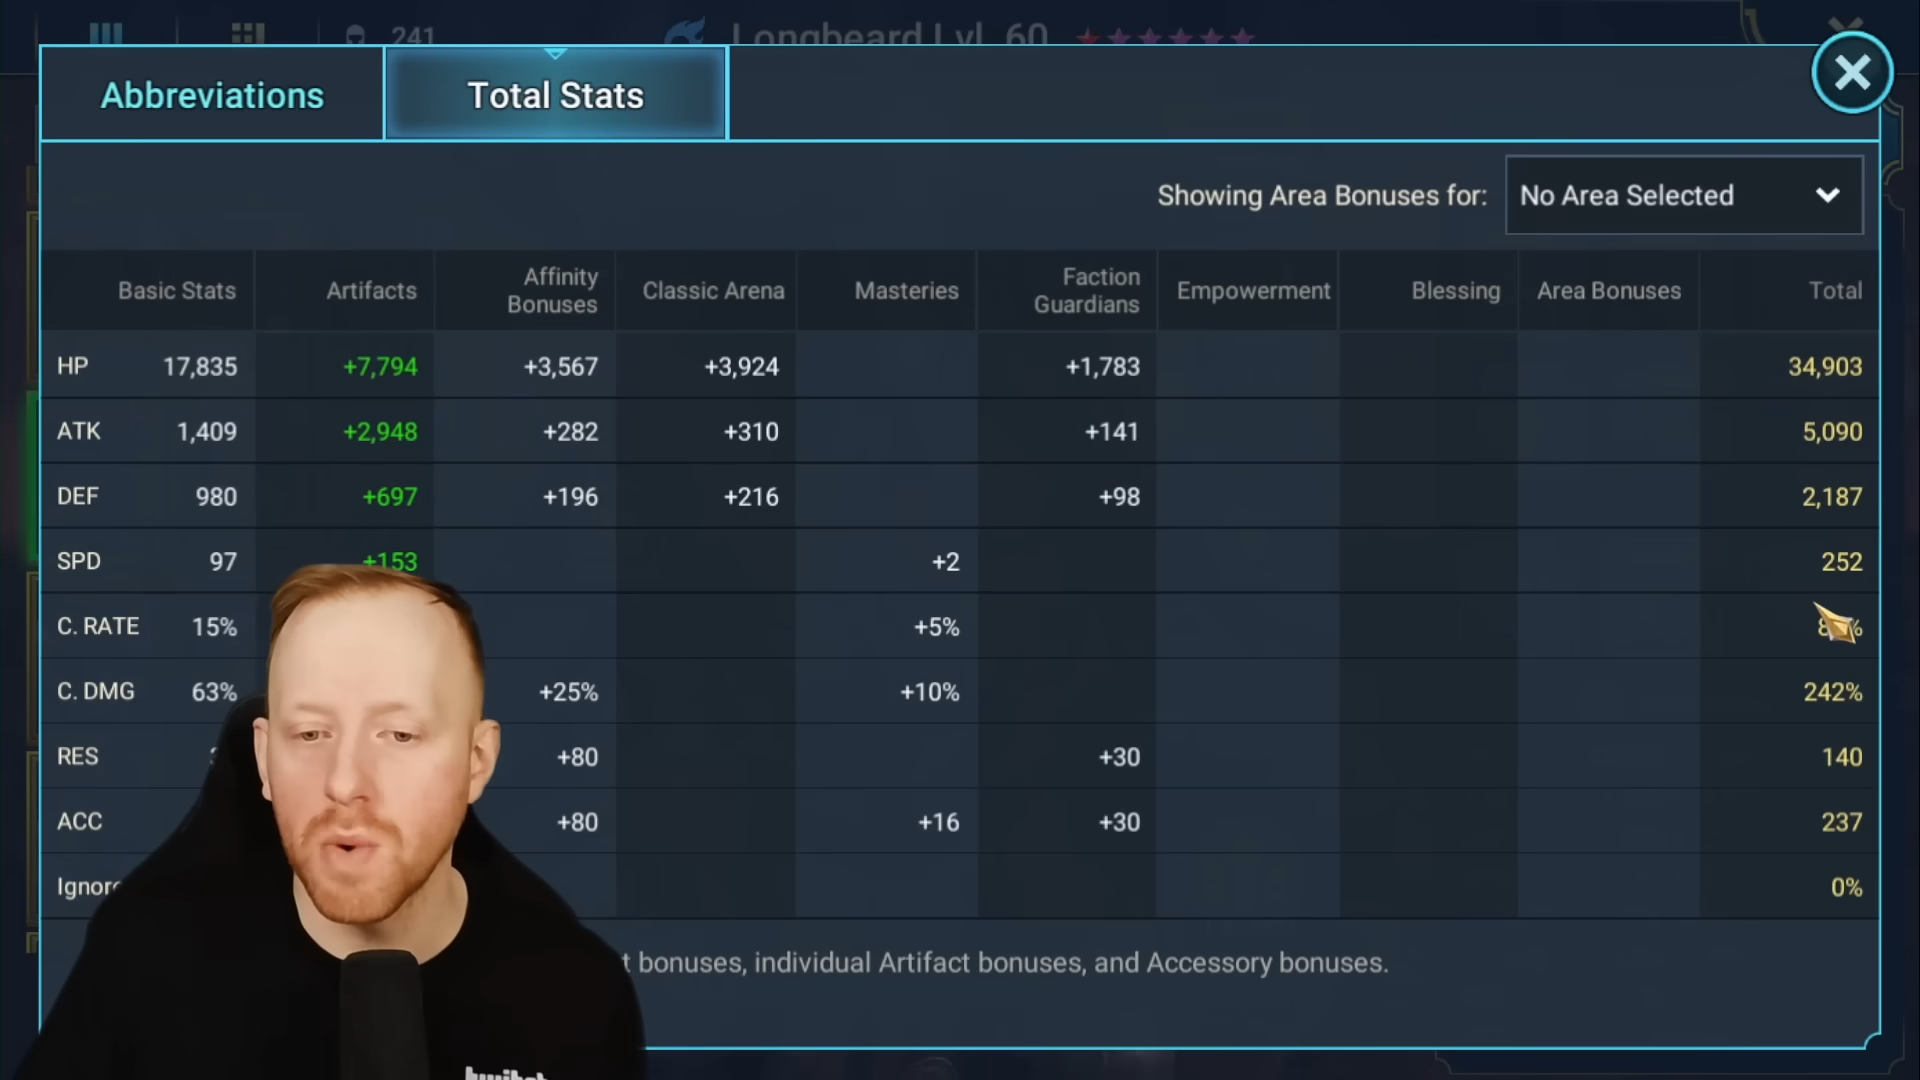 241
Longbeard Lvl. 60
Abbreviations
Total Stats
Showing Area Bonuses for:
No Area Selected
Basic Stats Artifacts Affinity Bonuses Classic Arena Masteries Faction Guardians Empowerment Blessing Area Bonuses Total
HP 17,835 +7,794 +3,567 +3,924 +1,783 34,903
ATK 1,409 +2,948 +282 +310 +141 5,090
DEF 980 +697 +196 +216 +98 2,187
SPD 97 +153 +2 252
C. RATE 15% +5%
C. DMG 63% +25% +10% 242%
RES +80 +30 140
ACC +80 +16 +30 237
0%
bonuses, individual Artifact bonuses, and Accessory bonuses.